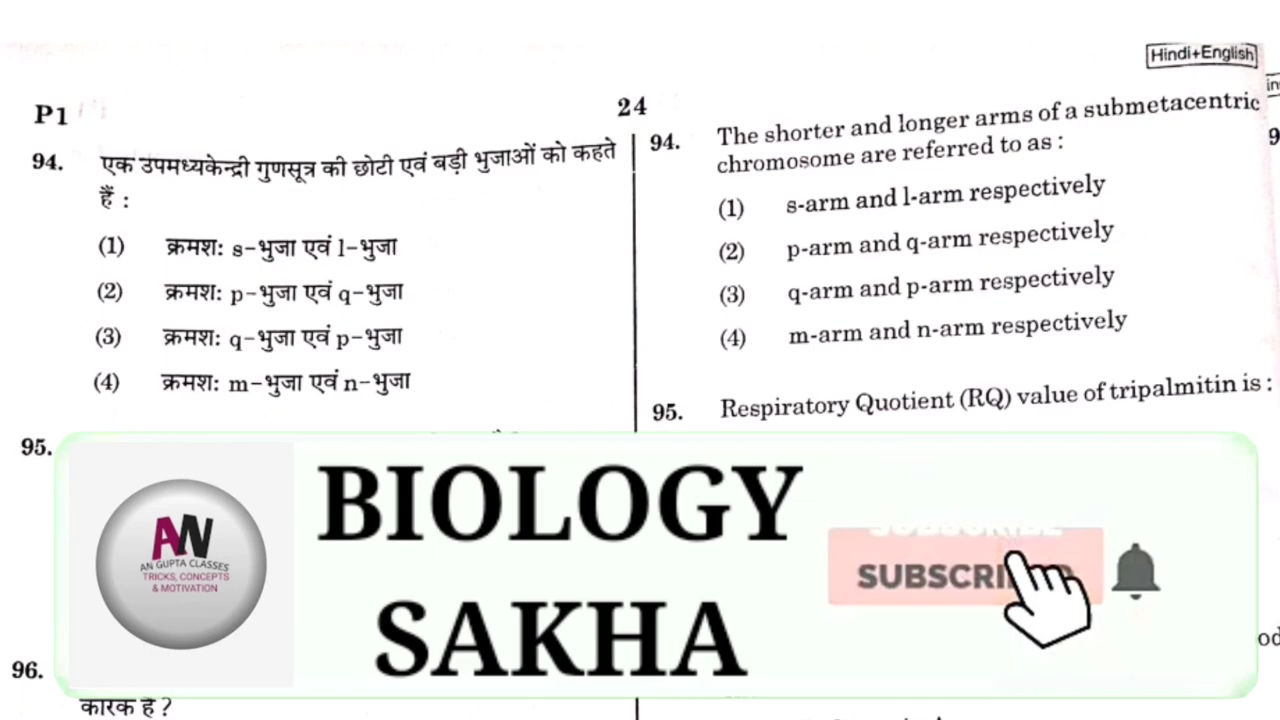 Hindi+English
P1
24
94. एक उपमध्यकेन्द्री गुणसूत्र की छोटी एवं बड़ी भुजाओं को कहते
हैं :
(1) क्रमश: s-भुजा एवं l-भुजा
(2) क्रमश: p-भुजा एवं q-भुजा
(3) क्रमश: q-भुजा एवं p-भुजा
(4) क्रमश: m-भुजा एवं n-भुजा
95.
94. The shorter and longer arms of a submetacentric
chromosome are referred to as :
(1) s-arm and l-arm respectively
(2) p-arm and q-arm respectively
(3) q-arm and p-arm respectively
(4) m-arm and n-arm respectively
95. Respiratory Quotient (RQ) value of tripalmitin is :
BIOLOGY
SAKHA
AN
AN GUPTA CLASSES
TRICKS, CONCEPTS
& MOTIVATION
96.
कारक है ?